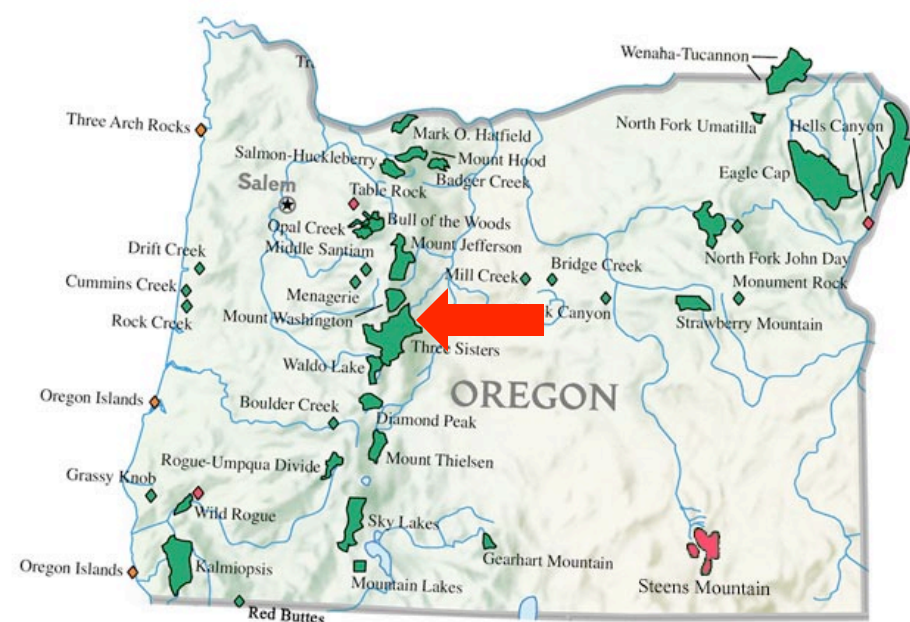 Wenaha-Tucannon
Three Arch Rocks
Mark O. Hatfield
North Fork Umatilla
Hells Canyon
Salmon-Huckleberry
Mount Hood
Badger Creek
Eagle Cap
Salem
Table Rock
Bull of the Woods
Opal Creek
Middle Santiam
Mount Jefferson
Drift Creek
North Fork John Day
Mill Creek
Bridge Creek
Monument Rock
Cummins Creek
Menagerie
Rock Creek
Mount Washington
Canyon
Strawberry Mountain
Three Sisters
Waldo Lake
OREGON
Oregon Islands
Boulder Creek
Diamond Peak
Rogue-Umpqua Divide
Mount Thielsen
Grassy Knob
Wild Rogue
Sky Lakes
Gearhart Mountain
Oregon Islands
Kalmiopsis
Mountain Lakes
Steens Mountain
Red Buttes